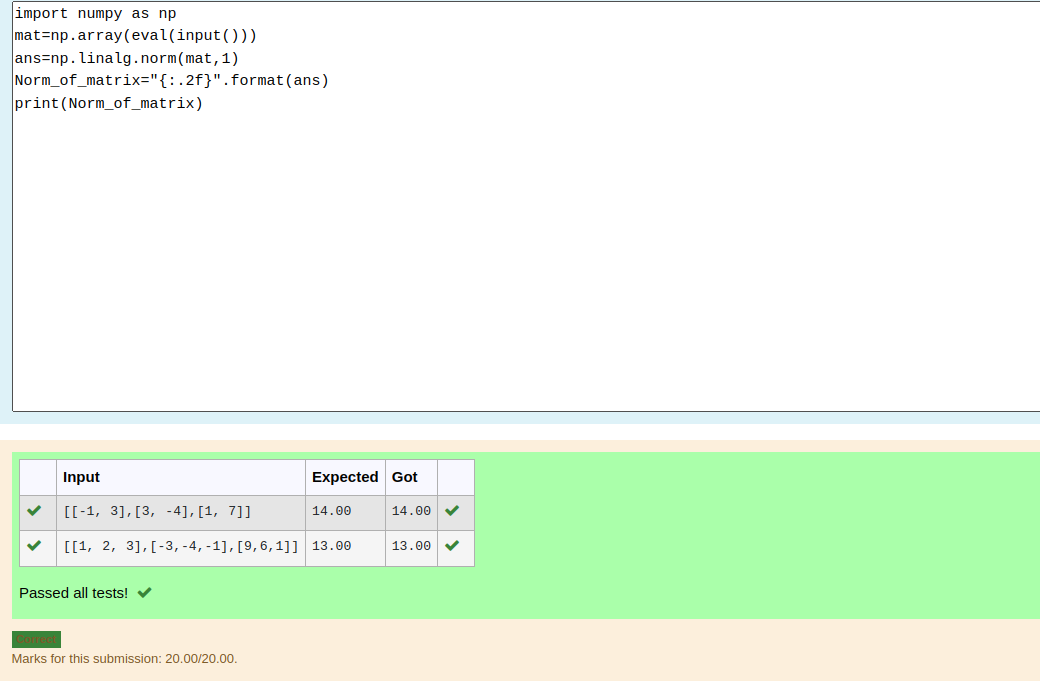 import numpy as np
mat=np.array(eval(input()))
ans=np.linalg.norm(mat,1)
Norm_of_matrix="{:.2f}".format(ans)
print(Norm_of_matrix)
Input Expected Got
[[-1, 3],[3, -4],[1, 7]] 14.00 14.00
[[1, 2, 3],[-3,-4,-1],[9,6,1]] 13.00 13.00
Passed all tests!
Correct
Marks for this submission: 20.00/20.00.